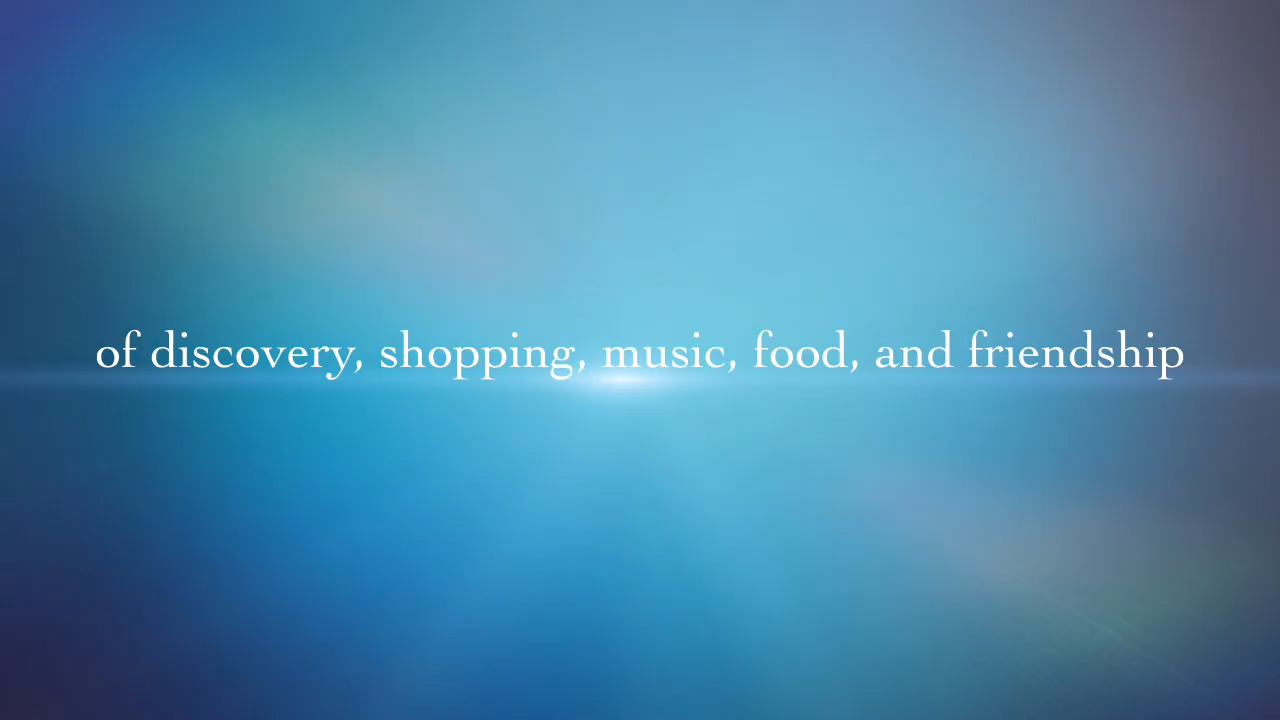 of discovery, shopping, music, food, and friendship